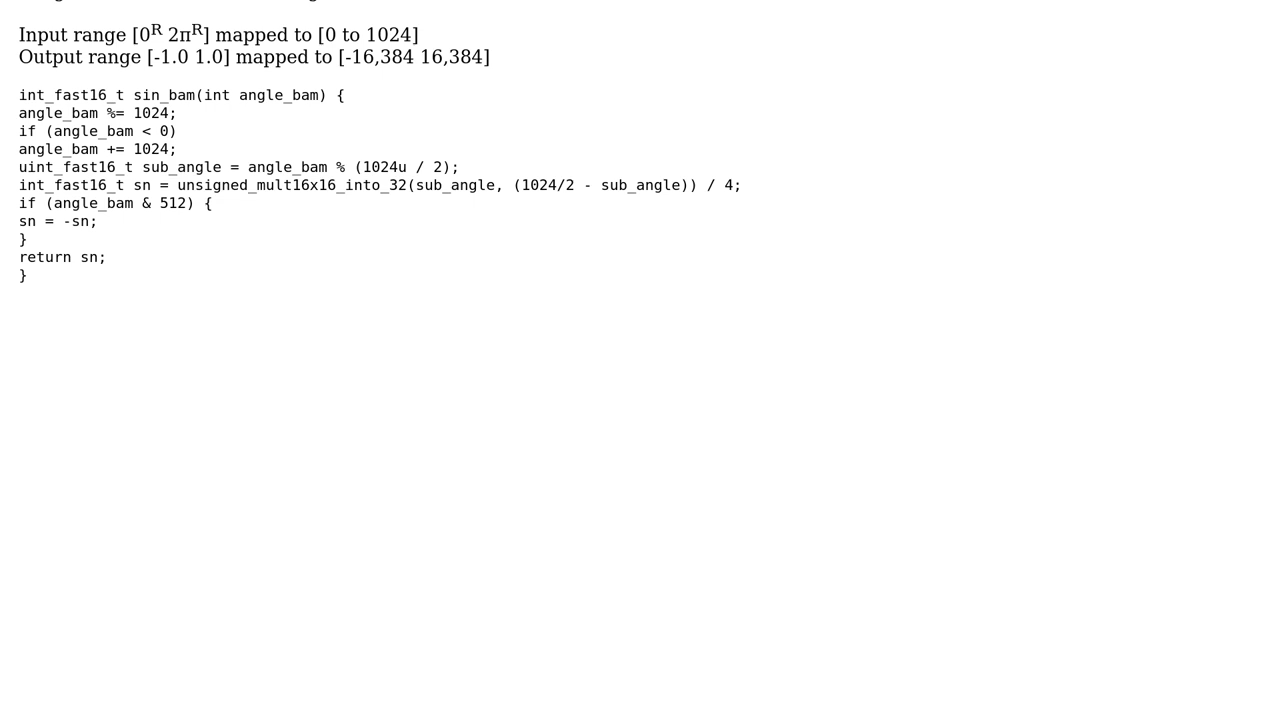 Input range [0ᴿ 2πᴿ] mapped to [0 to 1024]
Output range [-1.0 1.0] mapped to [-16,384 16,384]
int_fast16_t sin_bam(int angle_bam) {
angle_bam %= 1024;
if (angle_bam < 0)
angle_bam += 1024;
uint_fast16_t sub_angle = angle_bam % (1024u / 2);
int_fast16_t sn = unsigned_mult16x16_into_32(sub_angle, (1024/2 - sub_angle)) / 4;
if (angle_bam & 512) {
sn = -sn;
}
return sn;
}